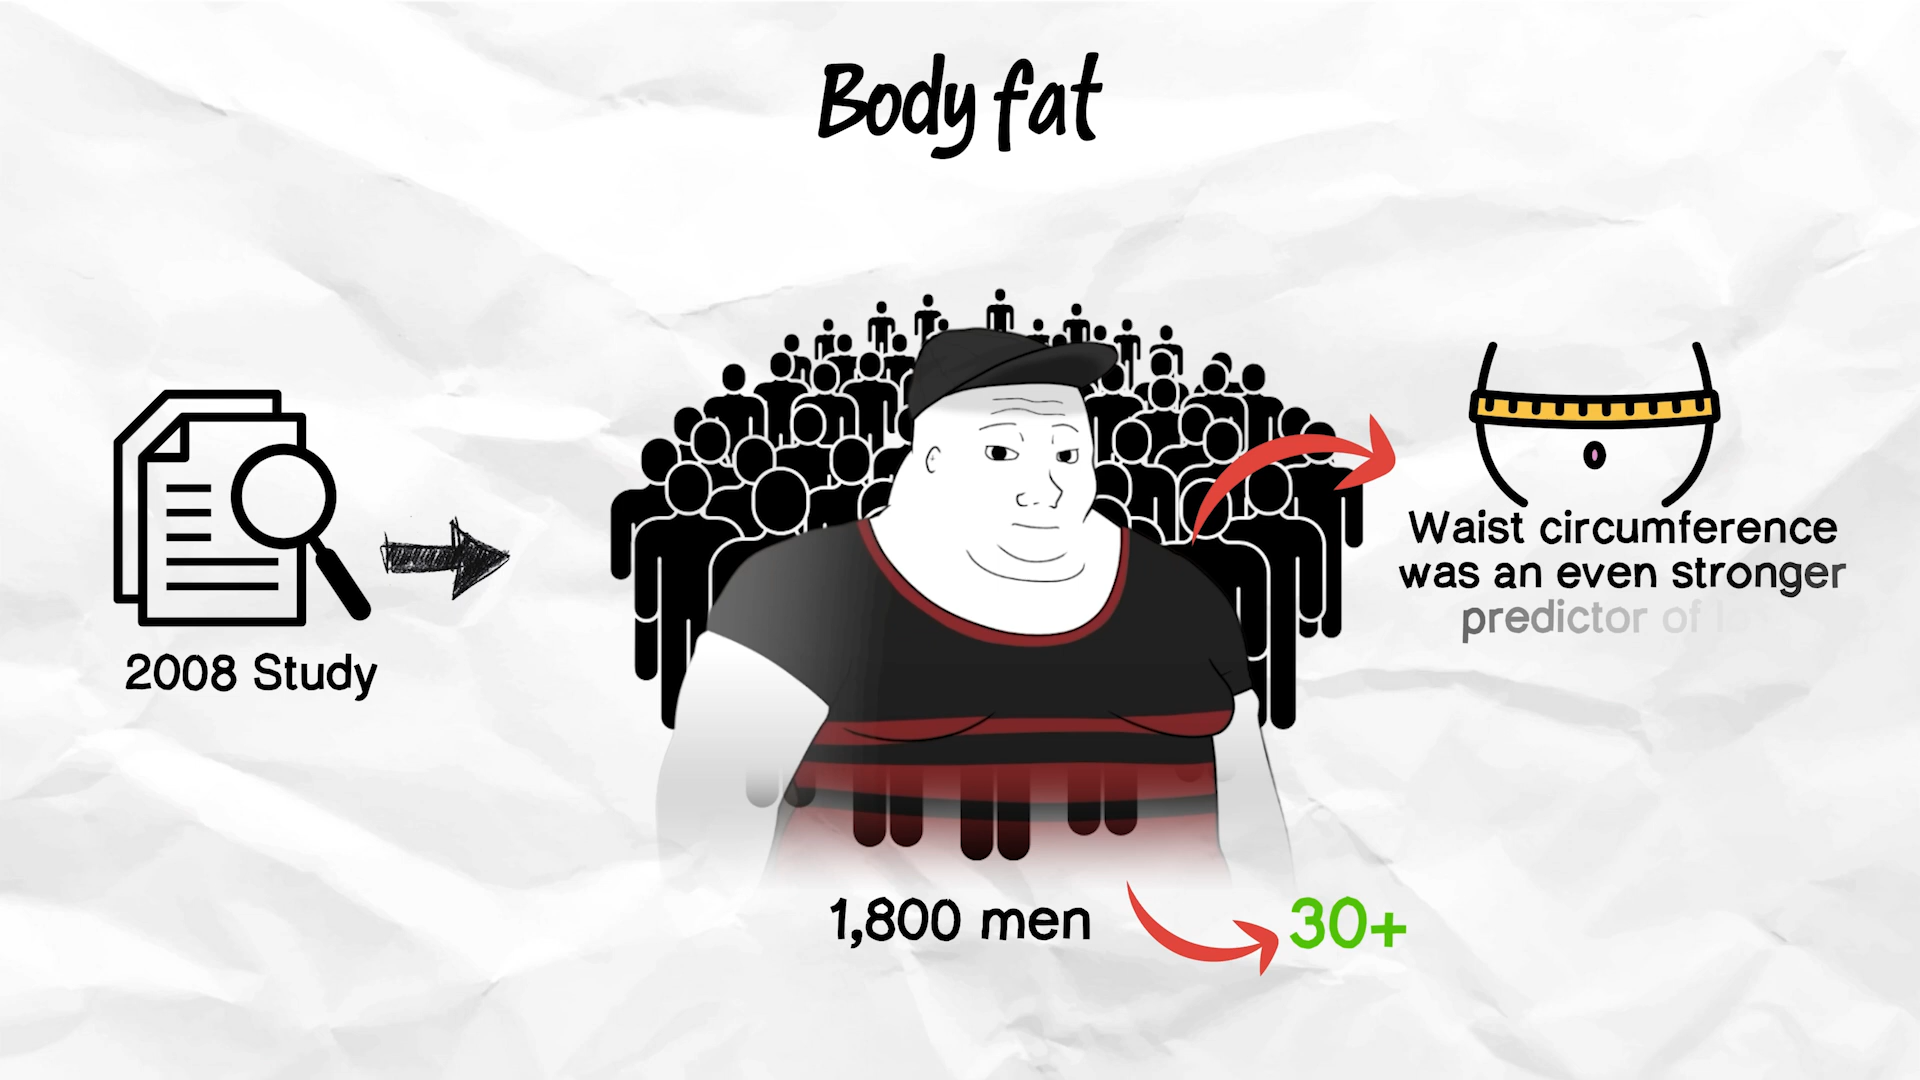 Body fat
2008 Study
1,800 men
30+
Waist circumference
was an even stronger
predictor of